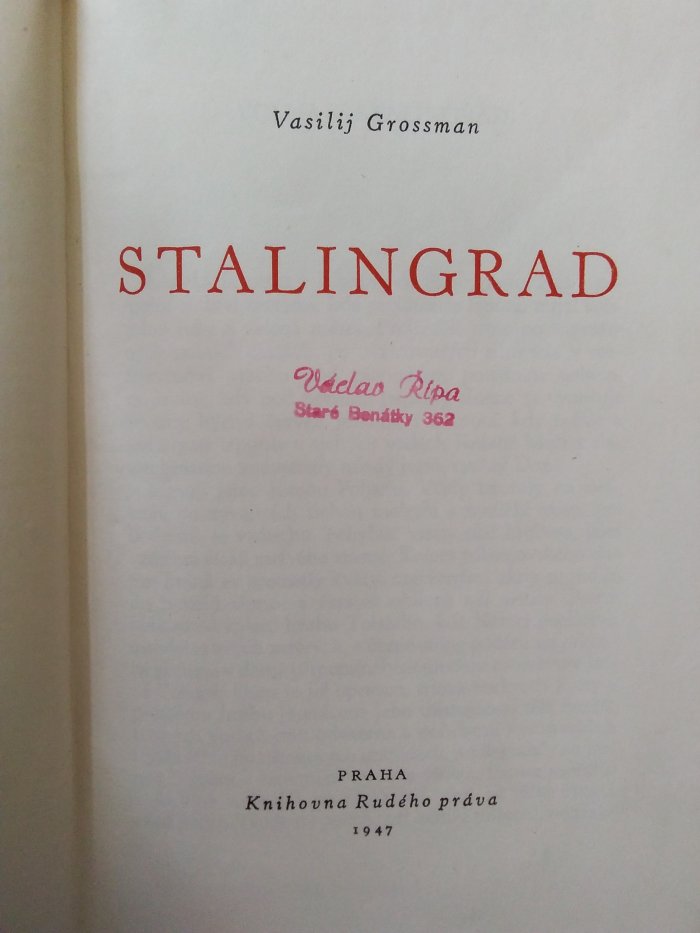 Vasilij Grossman
STALINGRAD
Václav Řípa
Staré Benátky 362
PRAHA
Knihovna Rudého práva
1947